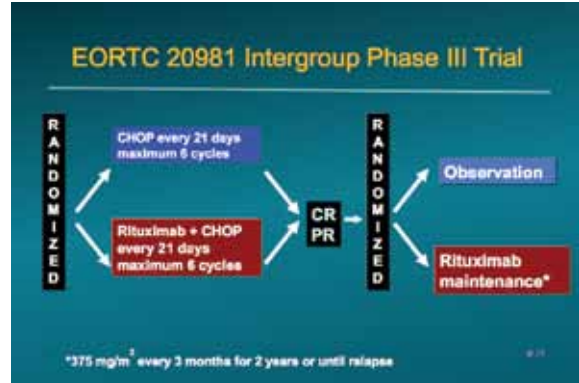 EORTC 20981 Intergroup Phase III Trial
RANDOMIZED
CHOP every 21 days
maximum 6 cycles
Rituximab + CHOP
every 21 days
maximum 6 cycles
CR
PR
RANDOMIZED
Observation
Rituximab
maintenance*
*375 mg/m² every 3 months for 2 years or until relapse